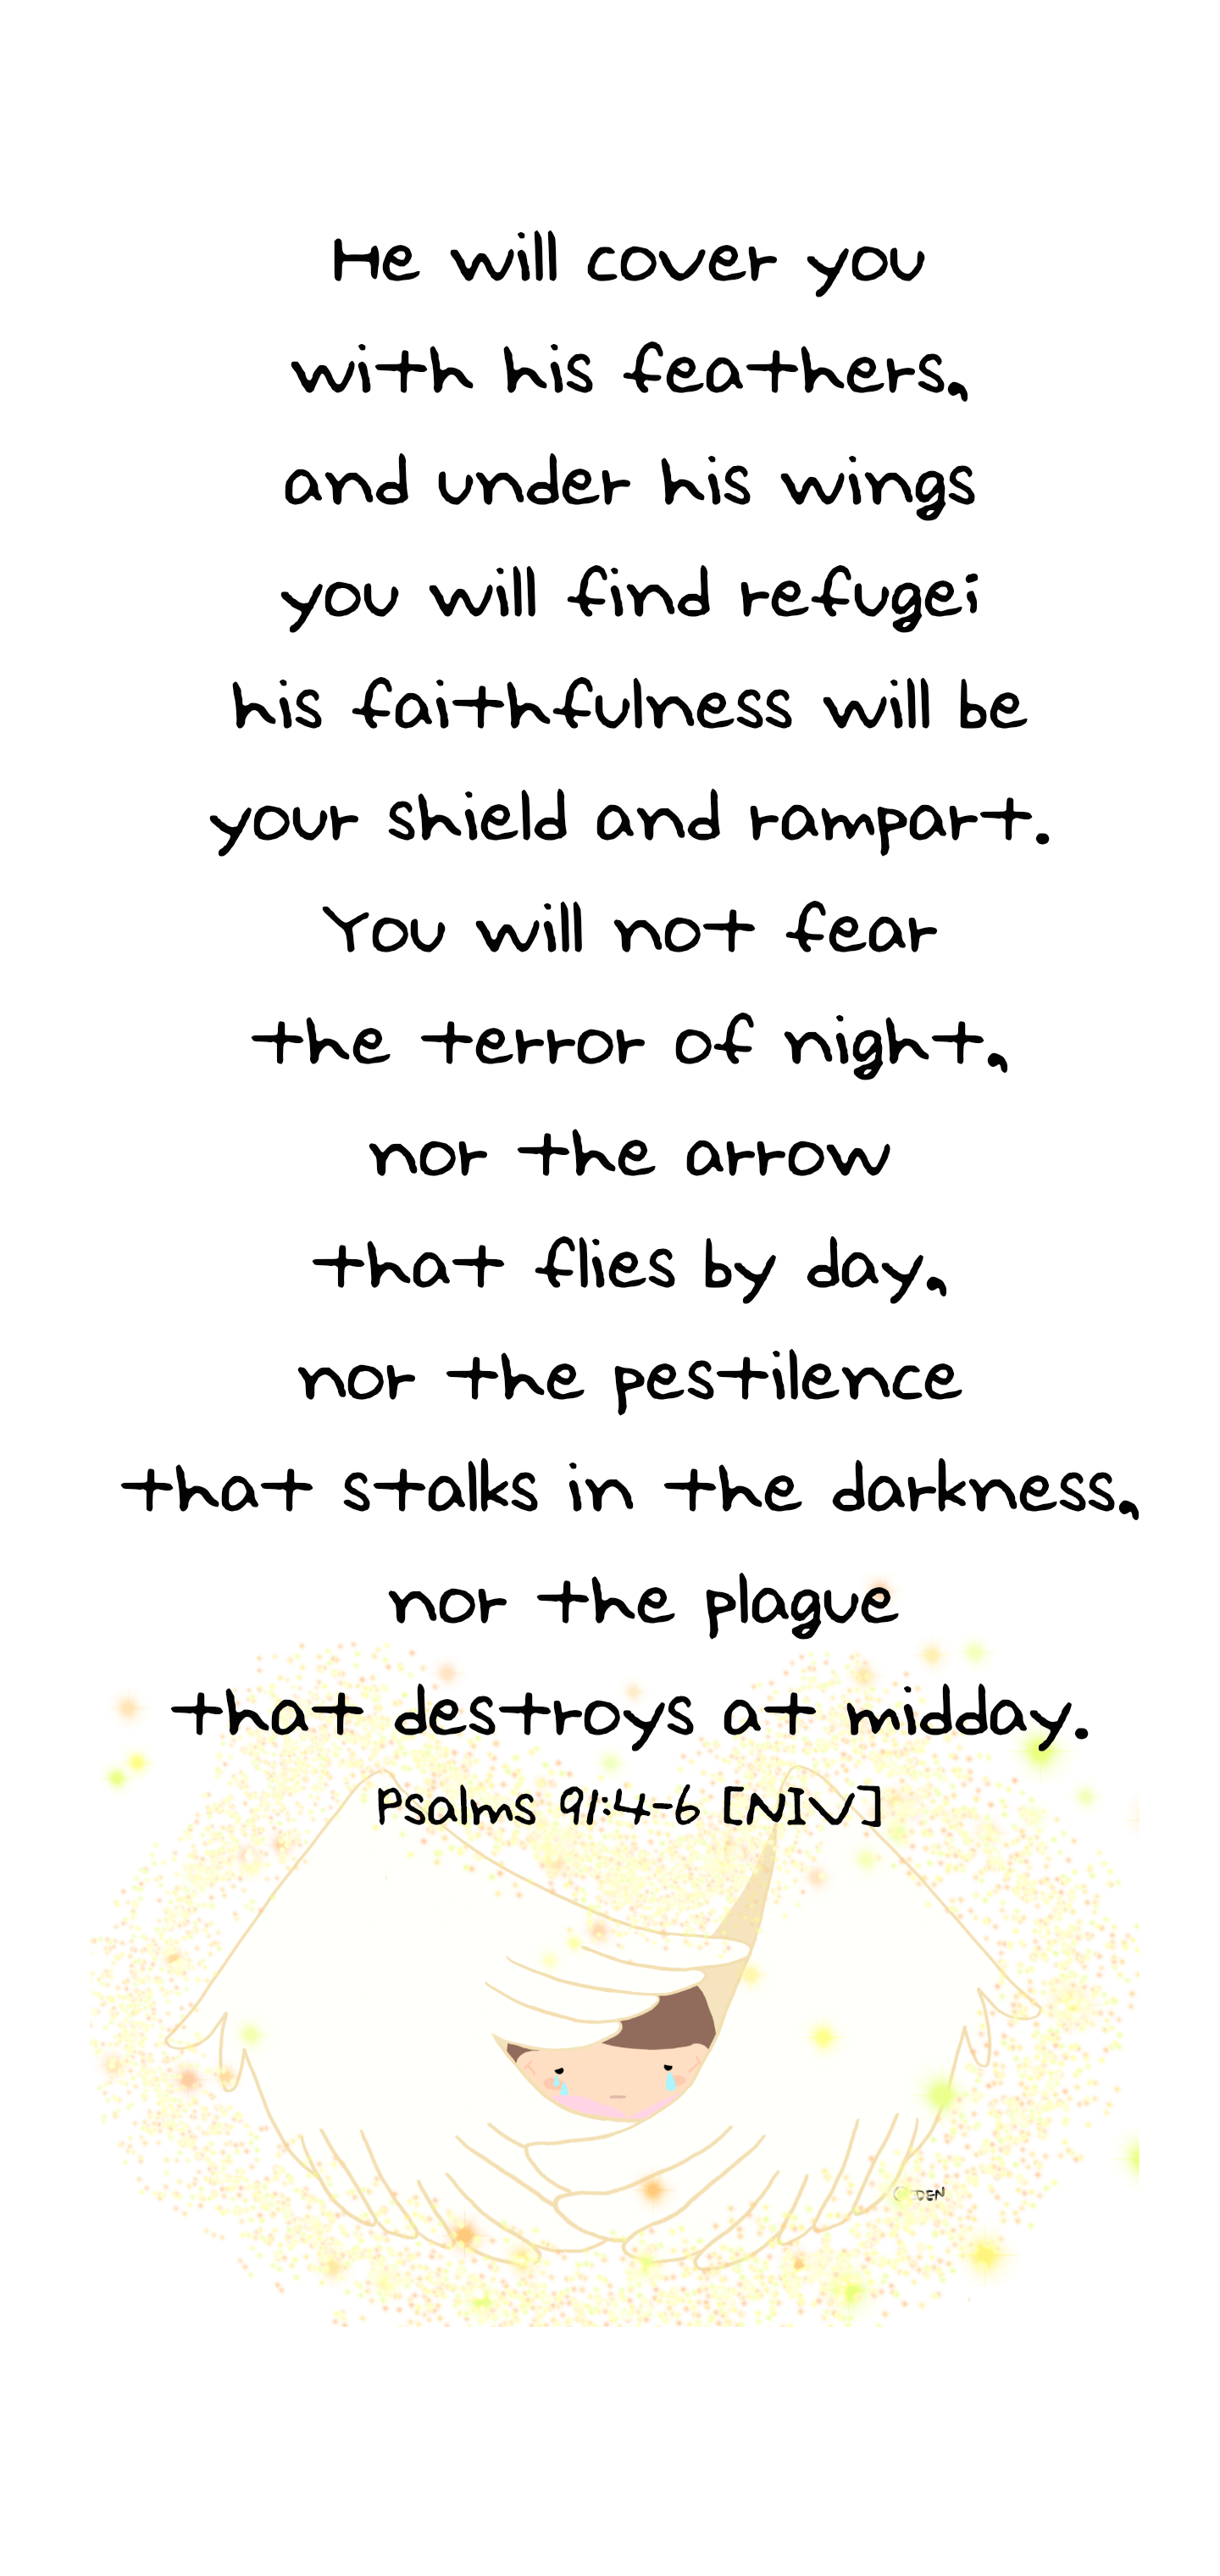 He will cover you
with his feathers,
and under his wings
you will find refuge;
his faithfulness will be
your shield and rampart.
You will not fear
the terror of night,
nor the arrow
that flies by day,
nor the pestilence
that stalks in the darkness,
nor the plague
that destroys at midday.
Psalms 91:4-6 [NIV]
©EDEN